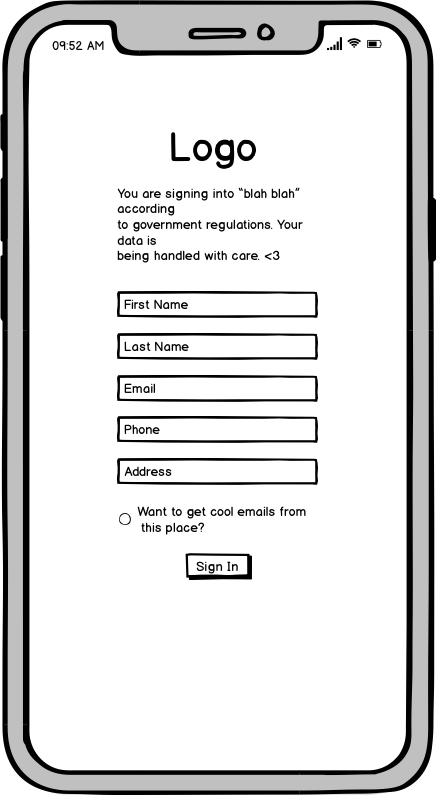 09:52 AM
Logo
You are signing into “blah blah”
according
to government regulations. Your
data is
being handled with care. <3
First Name
Last Name
Email
Phone
Address
Want to get cool emails from
this place?
Sign In